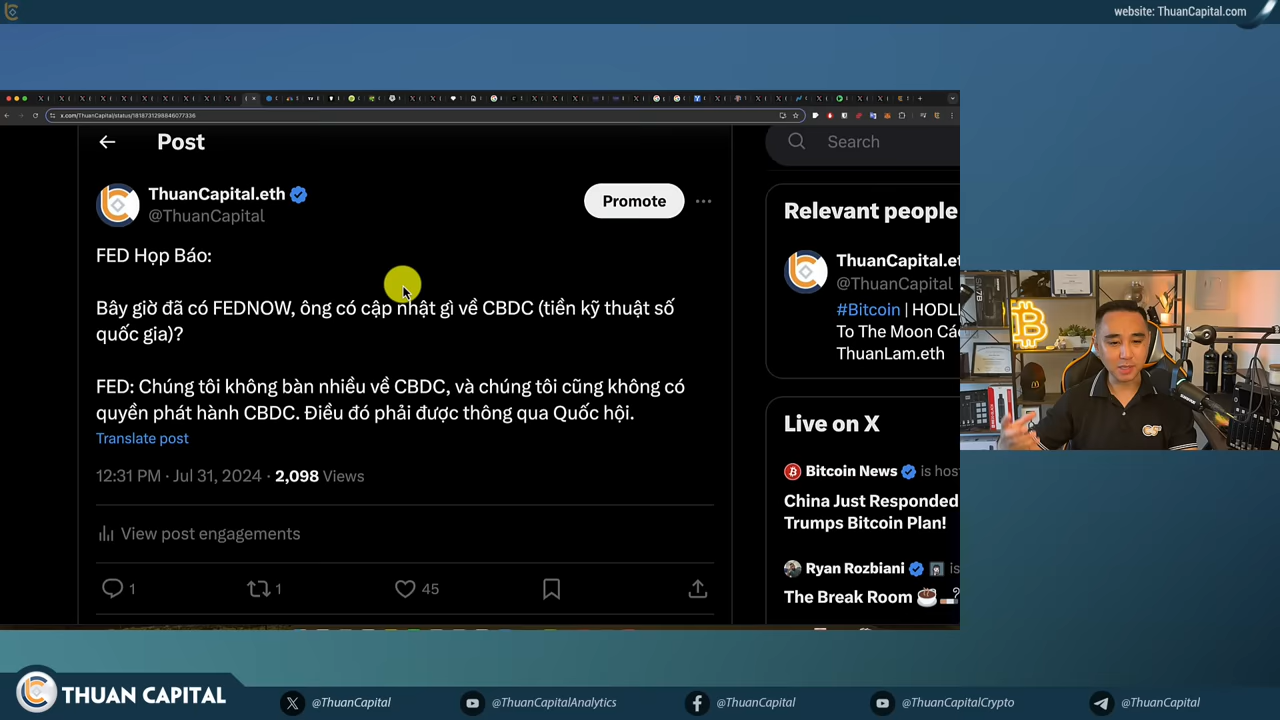 website: ThuanCapital.com
x.com/ThuanCapital/status/1818731298846077336
Post
Search
ThuanCapital.eth
@ThuanCapital
Promote
FED Họp Báo:
Bây giờ đã có FEDNOW, ông có cập nhật gì về CBDC (tiền kỹ thuật số
quốc gia)?
FED: Chúng tôi không bàn nhiều về CBDC, và chúng tôi cũng không có
quyền phát hành CBDC. Điều đó phải được thông qua Quốc hội.
Translate post
12:31 PM · Jul 31, 2024 · 2,098 Views
View post engagements
1
1
45
Relevant people
ThuanCapital.et
@ThuanCapital
#Bitcoin | HODL
To The Moon Cá
ThuanLam.eth
Live on X
Bitcoin News is hos
China Just Responded
Trumps Bitcoin Plan!
Ryan Rozbiani is
The Break Room
THUAN CAPITAL
@ThuanCapital
@ThuanCapitalAnalytics
@ThuanCapital
@ThuanCapitalCrypto
@ThuanCapital